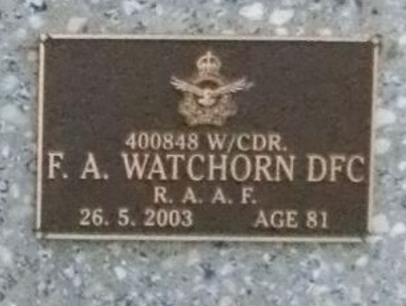 400848 W/CDR.
F. A. WATCHORN DFC
R. A. A. F.
26. 5. 2003 AGE 81